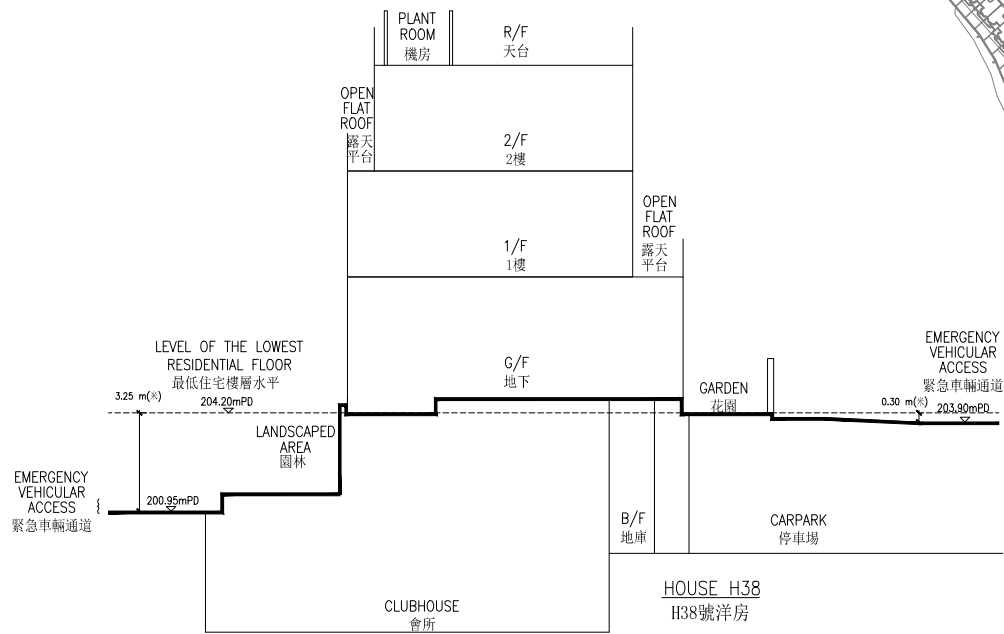 PLANT
ROOM
機房
R/F
天台
OPEN
FLAT
ROOF
露天
平台
2/F
2樓
OPEN
FLAT
ROOF
露天
平台
1/F
1樓
LEVEL OF THE LOWEST
RESIDENTIAL FLOOR
最低住宅樓層水平
204.20mPD
3.25 m(米)
G/F
地下
GARDEN
花園
EMERGENCY
VEHICULAR
ACCESS
緊急車輛通道
0.30 m(米)
203.90mPD
LANDSCAPED
AREA
園林
EMERGENCY
VEHICULAR
ACCESS
緊急車輛通道
200.95mPD
B/F
地庫
CARPARK
停車場
CLUBHOUSE
會所
HOUSE H38
H38號洋房